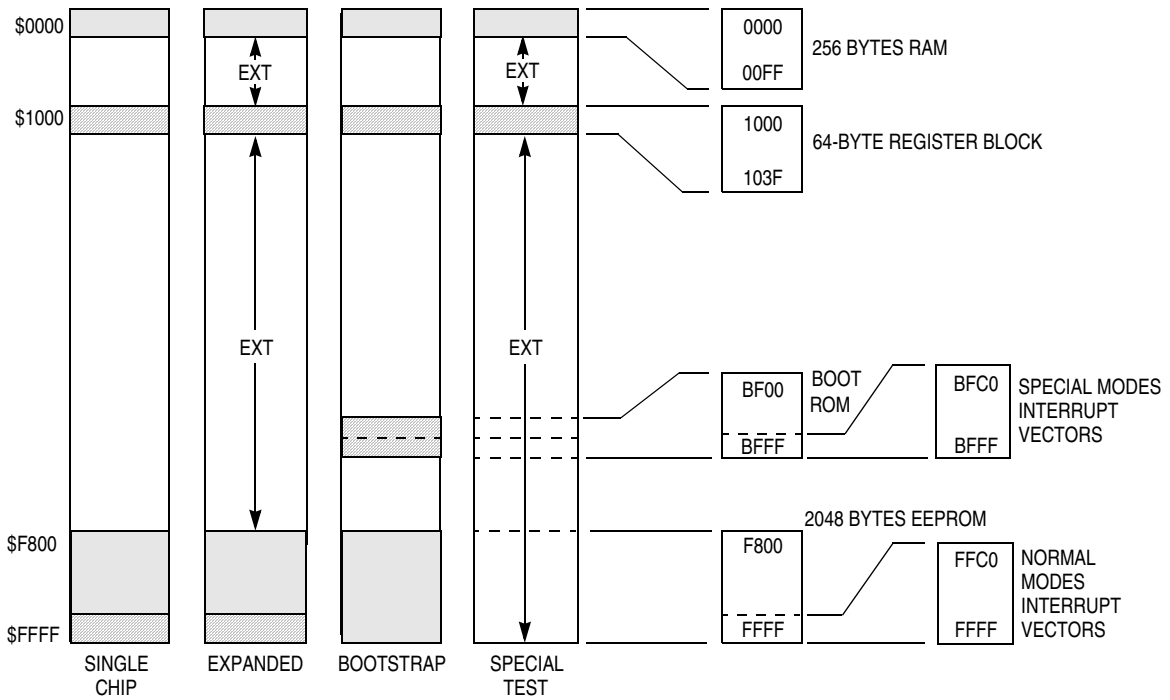 $0000
EXT
EXT
0000
00FF
256 BYTES RAM
$1000
1000
103F
64-BYTE REGISTER BLOCK
EXT
EXT
BF00
BFFF
BOOT
ROM
BFC0
BFFF
SPECIAL MODES
INTERRUPT
VECTORS
2048 BYTES EEPROM
$F800
F800
FFFF
FFC0
FFFF
NORMAL
MODES
INTERRUPT
VECTORS
$FFFF
SINGLE
CHIP
EXPANDED
BOOTSTRAP
SPECIAL
TEST